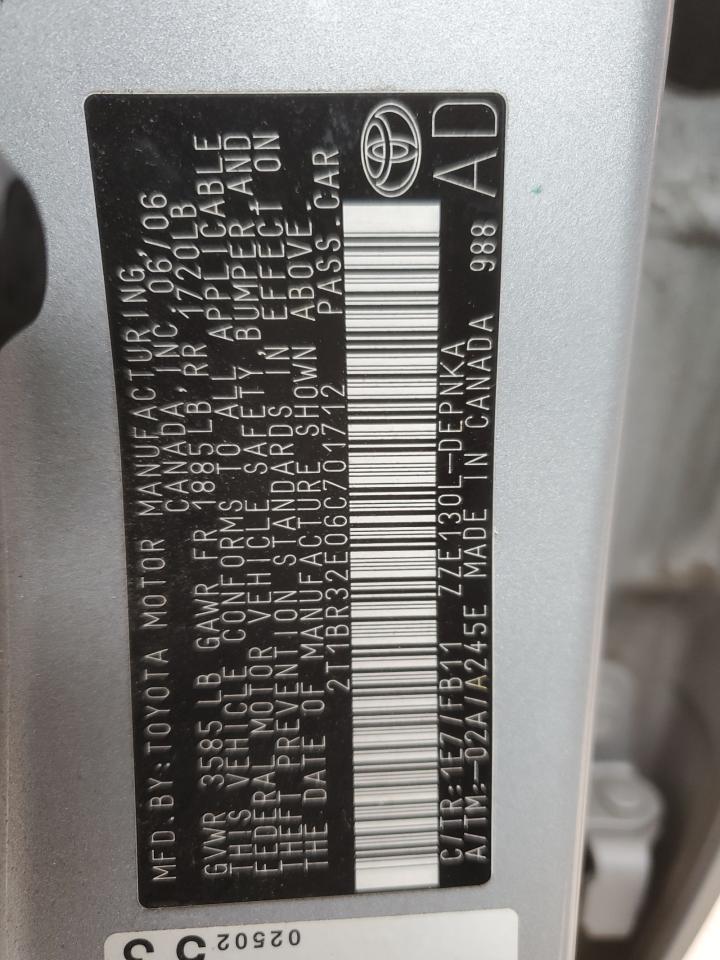 MFD.BY:TOYOTA MOTOR MANUFACTURING,
CANADA,INC 06/06
GVWR 3585LB GAWR FR 1885LB,RR 1720LB
THIS VEHICLE CONFORMS TO ALL APPLICABLE
FEDERAL MOTOR VEHICLE SAFETY,BUMPER,AND
THEFT PREVENTION STANDARDS IN EFFECT ON
THE DATE OF MANUFACTURE SHOWN ABOVE.
2T1BR32E06C701712 PASS.CAR
C/TR:1E7/FB11 ZZE130L-DEPNKA
A/TM:-02A/A245E MADE IN CANADA 988
AD
02502